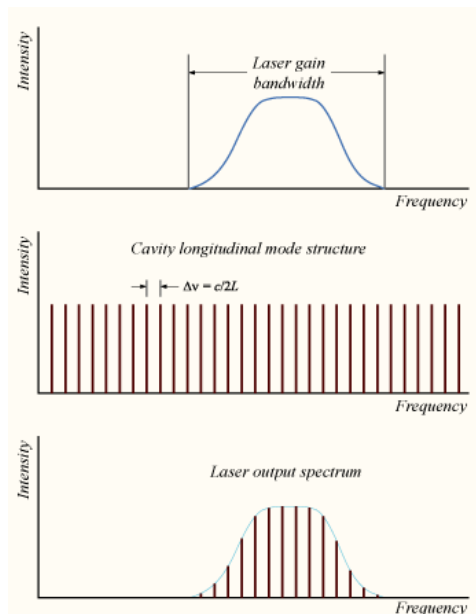 Intensity
Laser gain
bandwidth
Frequency
Intensity
Cavity longitudinal mode structure
Δν = c/2L
Frequency
Intensity
Laser output spectrum
Frequency